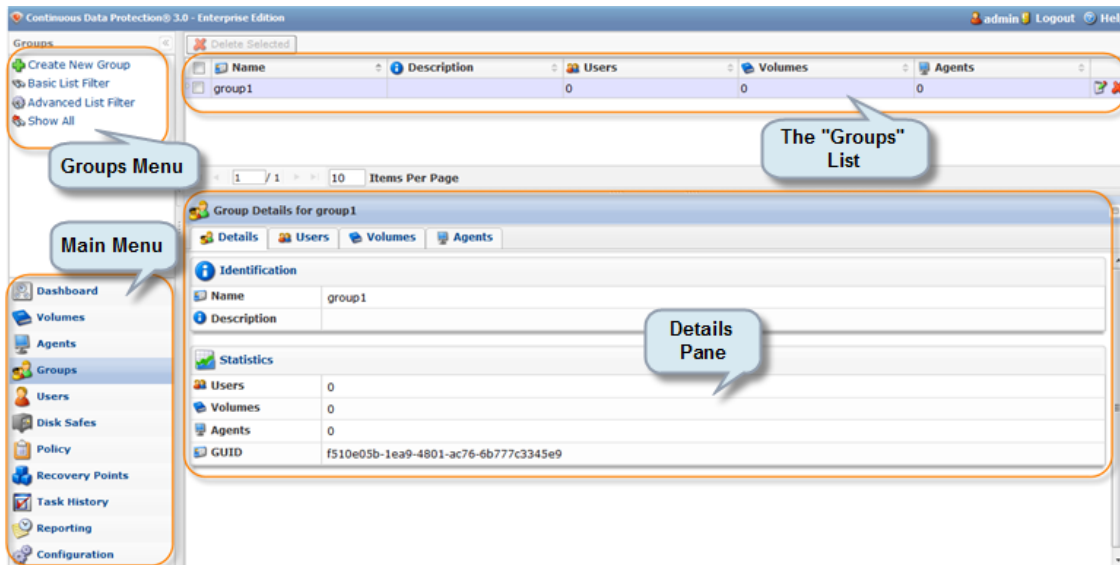 Continuous Data Protection® 3.0 - Enterprise Edition
admin Logout Hel
Groups
Create New Group
Basic List Filter
Advanced List Filter
Show All
Groups Menu
Main Menu
Dashboard
Volumes
Agents
Groups
Users
Disk Safes
Policy
Recovery Points
Task History
Reporting
Configuration
Delete Selected
Name Description Users Volumes Agents
group1 0 0 0
The "Groups"
List
1 / 1 10 Items Per Page
Group Details for group1
Details Users Volumes Agents
Identification
Name group1
Description
Details
Pane
Statistics
Users 0
Volumes 0
Agents 0
GUID f510e05b-1ea9-4801-ac76-6b777c3345e9